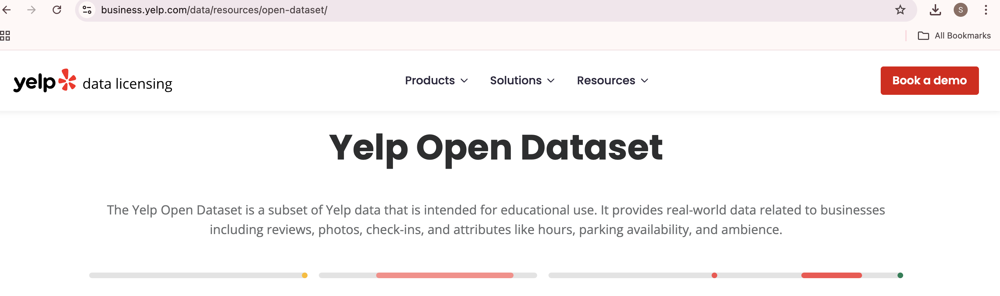 business.yelp.com/data/resources/open-dataset/
S
All Bookmarks
yelp data licensing
Products
Solutions
Resources
Book a demo
Yelp Open Dataset
The Yelp Open Dataset is a subset of Yelp data that is intended for educational use. It provides real-world data related to businesses
including reviews, photos, check-ins, and attributes like hours, parking availability, and ambience.